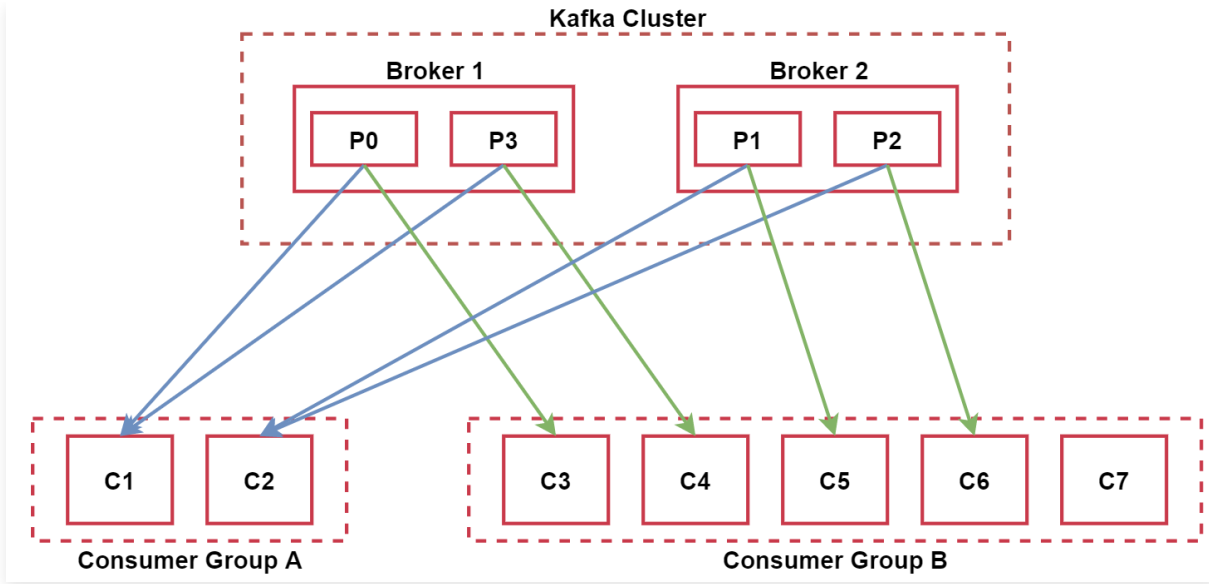 Kafka Cluster
Broker 1
Broker 2
P0
P3
P1
P2
C1
C2
C3
C4
C5
C6
C7
Consumer Group A
Consumer Group B